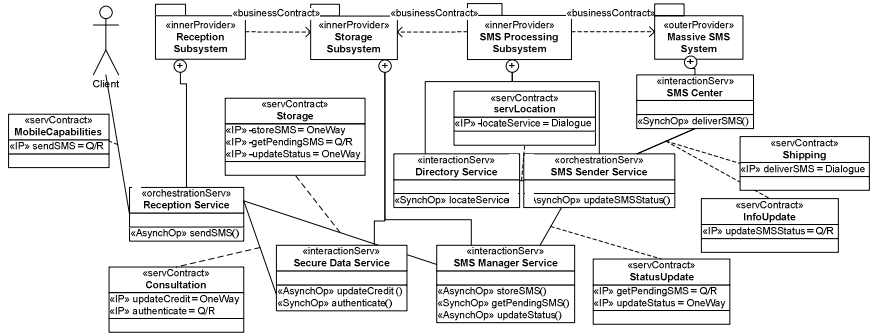 «businessContract»
«businessContract»
«businessContract»
«innerProvider»
Reception
Subsystem
«innerProvider»
Storage
Subsystem
«innerProvider»
SMS Processing
Subsystem
«outerProvider»
Massive SMS
System
Client
«interactionServ»
SMS Center
«SynchOp» deliverSMS()
«servContract»
MobileCapabilities
«IP» sendSMS = Q/R
«servContract»
Storage
«IP» -storeSMS = OneWay
«IP» -getPendingSMS = Q/R
«IP» -updateStatus = OneWay
«servContract»
servLocation
«IP» -locateService = Dialogue
«interactionServ»
Directory Service
«SynchOp» locateService
«orchestrationServ»
SMS Sender Service
\synchOp» updateSMSStatus()
«servContract»
Shipping
«IP» deliverSMS = Dialogue
«servContract»
InfoUpdate
«IP» updateSMSStatus = Q/R
«orchestrationServ»
Reception Service
«AsynchOp» sendSMS()
«servContract»
Consultation
«IP» updateCredit = OneWay
«IP» authenticate = Q/R
«interactionServ»
Secure Data Service
«AsynchOp» updateCredit ()
«SynchOp» authenticate()
«interactionServ»
SMS Manager Service
«AsynchOp» storeSMS()
«SynchOp» getPendingSMS()
«AsynchOp» updateStatus()
«servContract»
StatusUpdate
«IP» getPendingSMS = Q/R
«IP» updateStatus = OneWay